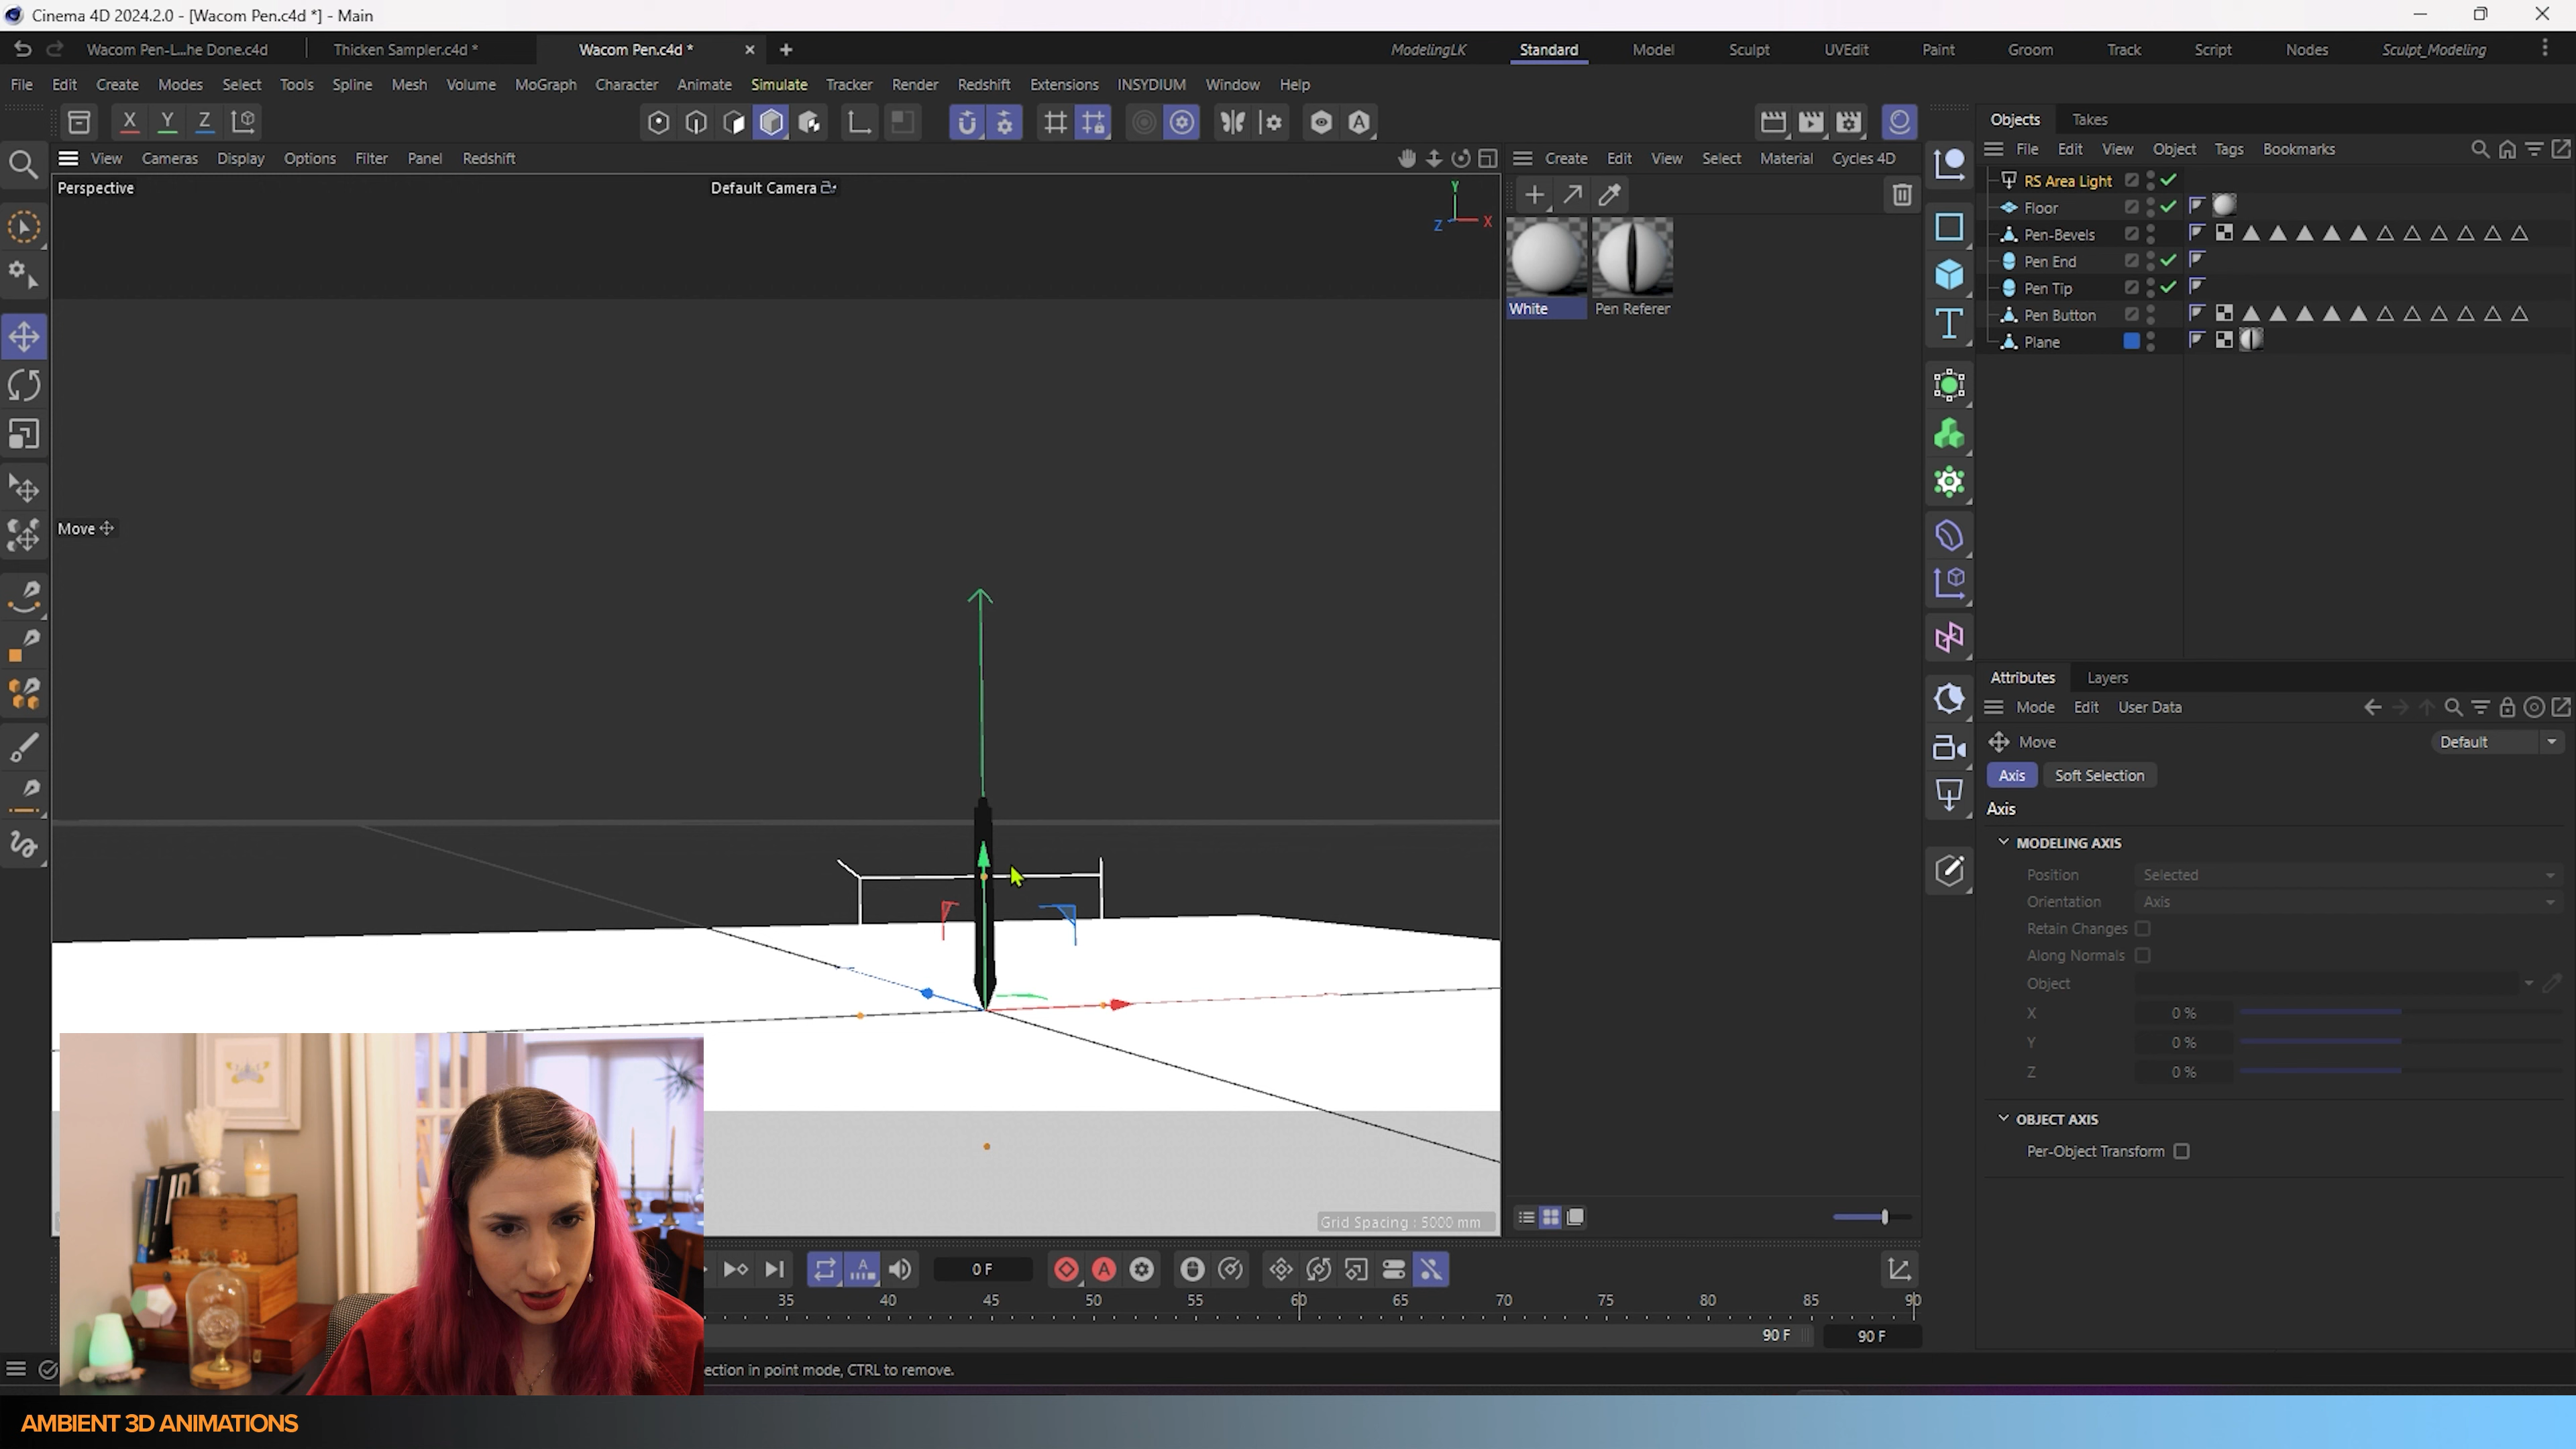 Cinema 4D 2024.2.0 - [Wacom Pen.c4d *] - Main
Wacom Pen-L...he Done.c4d Thicken Sampler.c4d * Wacom Pen.c4d * ModelingLK Standard Model Sculpt UVEdit Paint Groom Track Script Nodes Sculpt_Modeling
File Edit Create Modes Select Tools Spline Mesh Volume MoGraph Character Animate Simulate Tracker Render Redshift Extensions INSYDIUM Window Help
X Y Z
Objects Takes
File Edit View Object Tags Bookmarks
View Cameras Display Options Filter Panel Redshift
Create Edit View Select Material Cycles 4D
Perspective
Default Camera
Y
Z
X
White
Pen Referer
RS Area Light
Floor
Pen-Bevels
Pen End
Pen Tip
Pen Button
Plane
Move
Grid Spacing : 5000 mm
Attributes Layers
Mode Edit User Data
Move
Default
Axis Soft Selection
Axis
MODELING AXIS
Position Selected
Orientation Axis
Retain Changes
Along Normals
Object
X 0 %
Y 0 %
Z 0 %
OBJECT AXIS
Per-Object Transform
0 F
35 40 45 50 55 60 65 70 75 80 85 90
90 F 90 F
ection in point mode, CTRL to remove.
AMBIENT 3D ANIMATIONS